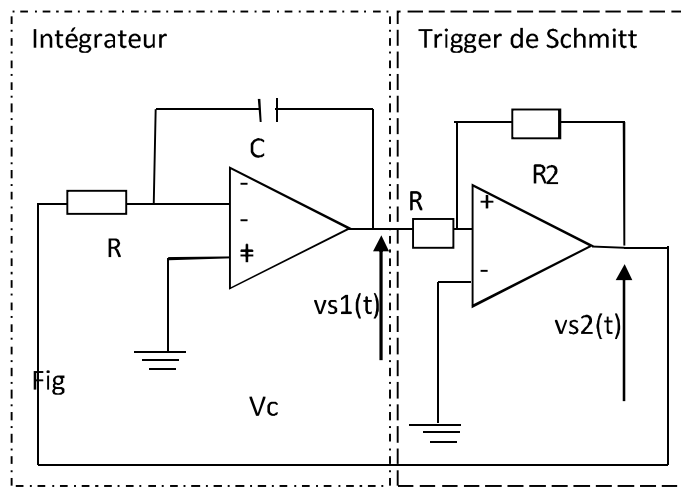 Intégrateur
Trigger de Schmitt
C
R2
-
+
R
R
-
+
-
vs1(t)
vs2(t)
Fig
Vc